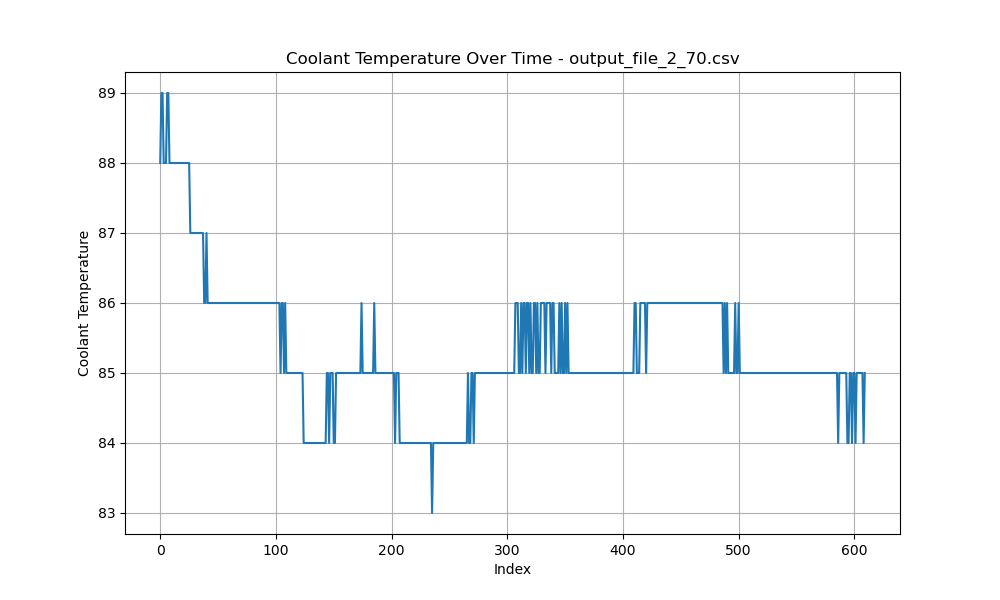 Coolant Temperature Over Time - output_file_2_70.csv
89
88
87
86
85
84
83
Coolant Temperature
0 100 200 300 400 500 600
Index